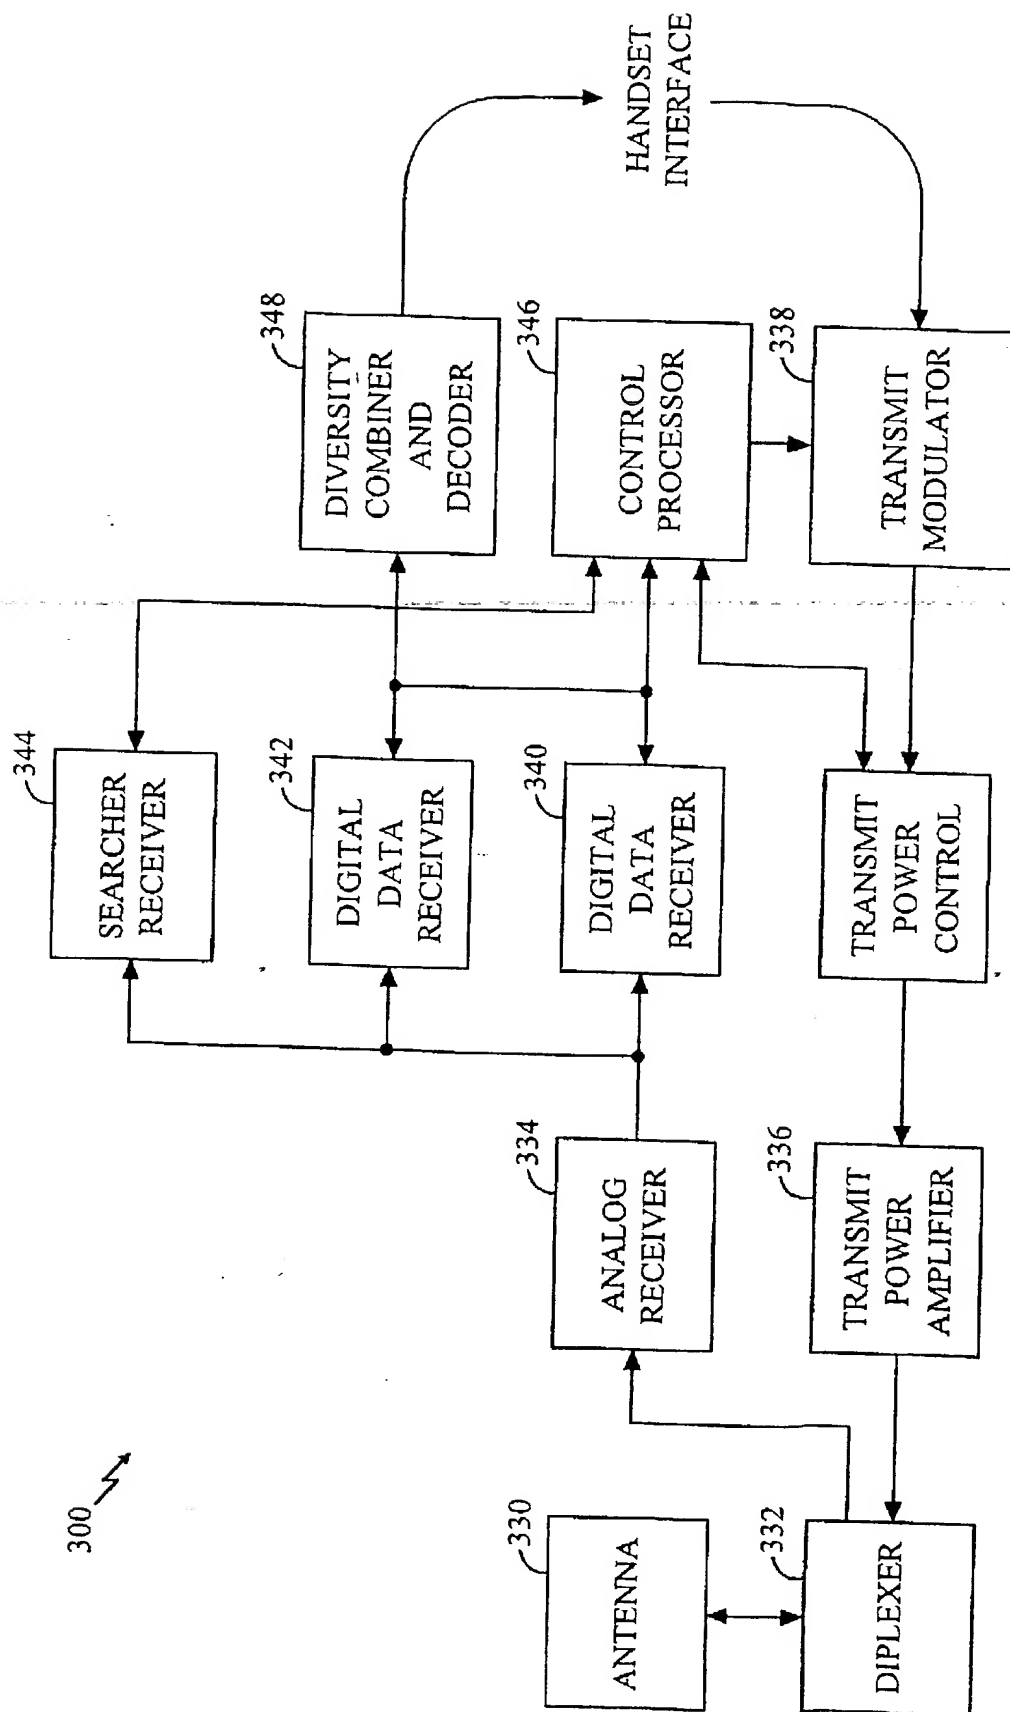 300
344
SEARCHER
RECEIVER
342
DIGITAL
DATA
RECEIVER
348
DIVERSITY
COMBINER
AND
DECODER
330
ANTENNA
334
ANALOG
RECEIVER
340
DIGITAL
DATA
RECEIVER
346
CONTROL
PROCESSOR
HANDSET
INTERFACE
332
DIPLEXER
336
TRANSMIT
POWER
AMPLIFIER
TRANSMIT
POWER
CONTROL
338
TRANSMIT
MODULATOR